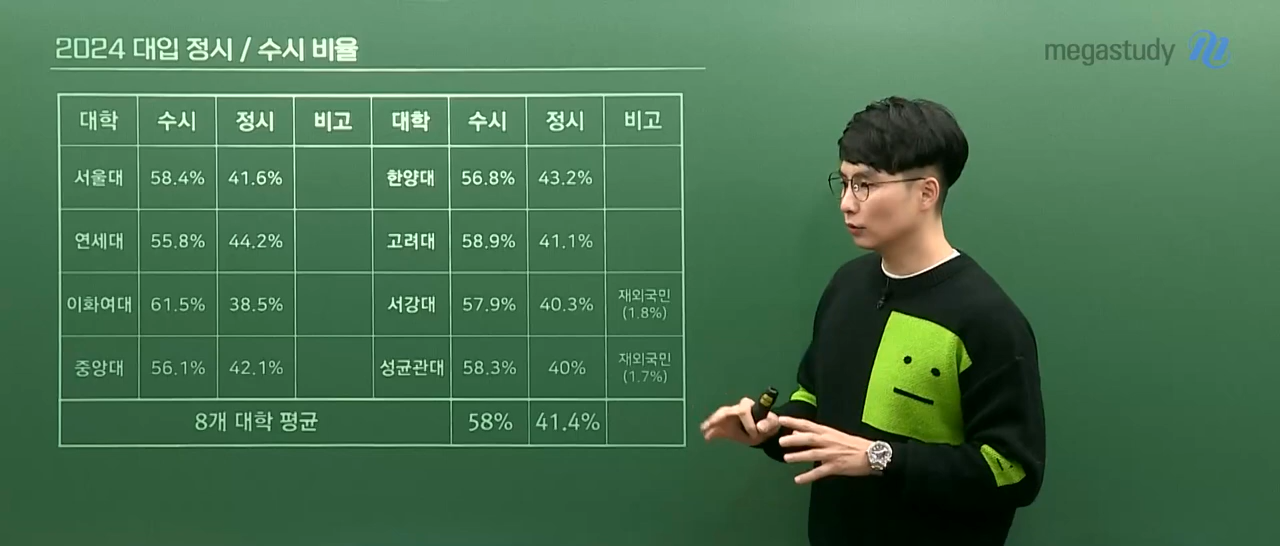 2024 대입 정시 / 수시 비율
megastudy
대학 수시 정시 비고 대학 수시 정시 비고
서울대 58.4% 41.6% 한양대 56.8% 43.2%
연세대 55.8% 44.2% 고려대 58.9% 41.1%
이화여대 61.5% 38.5% 서강대 57.9% 40.3% 재외국민
(1.8%)
중앙대 56.1% 42.1% 성균관대 58.3% 40% 재외국민
(1.7%)
8개 대학 평균 58% 41.4%